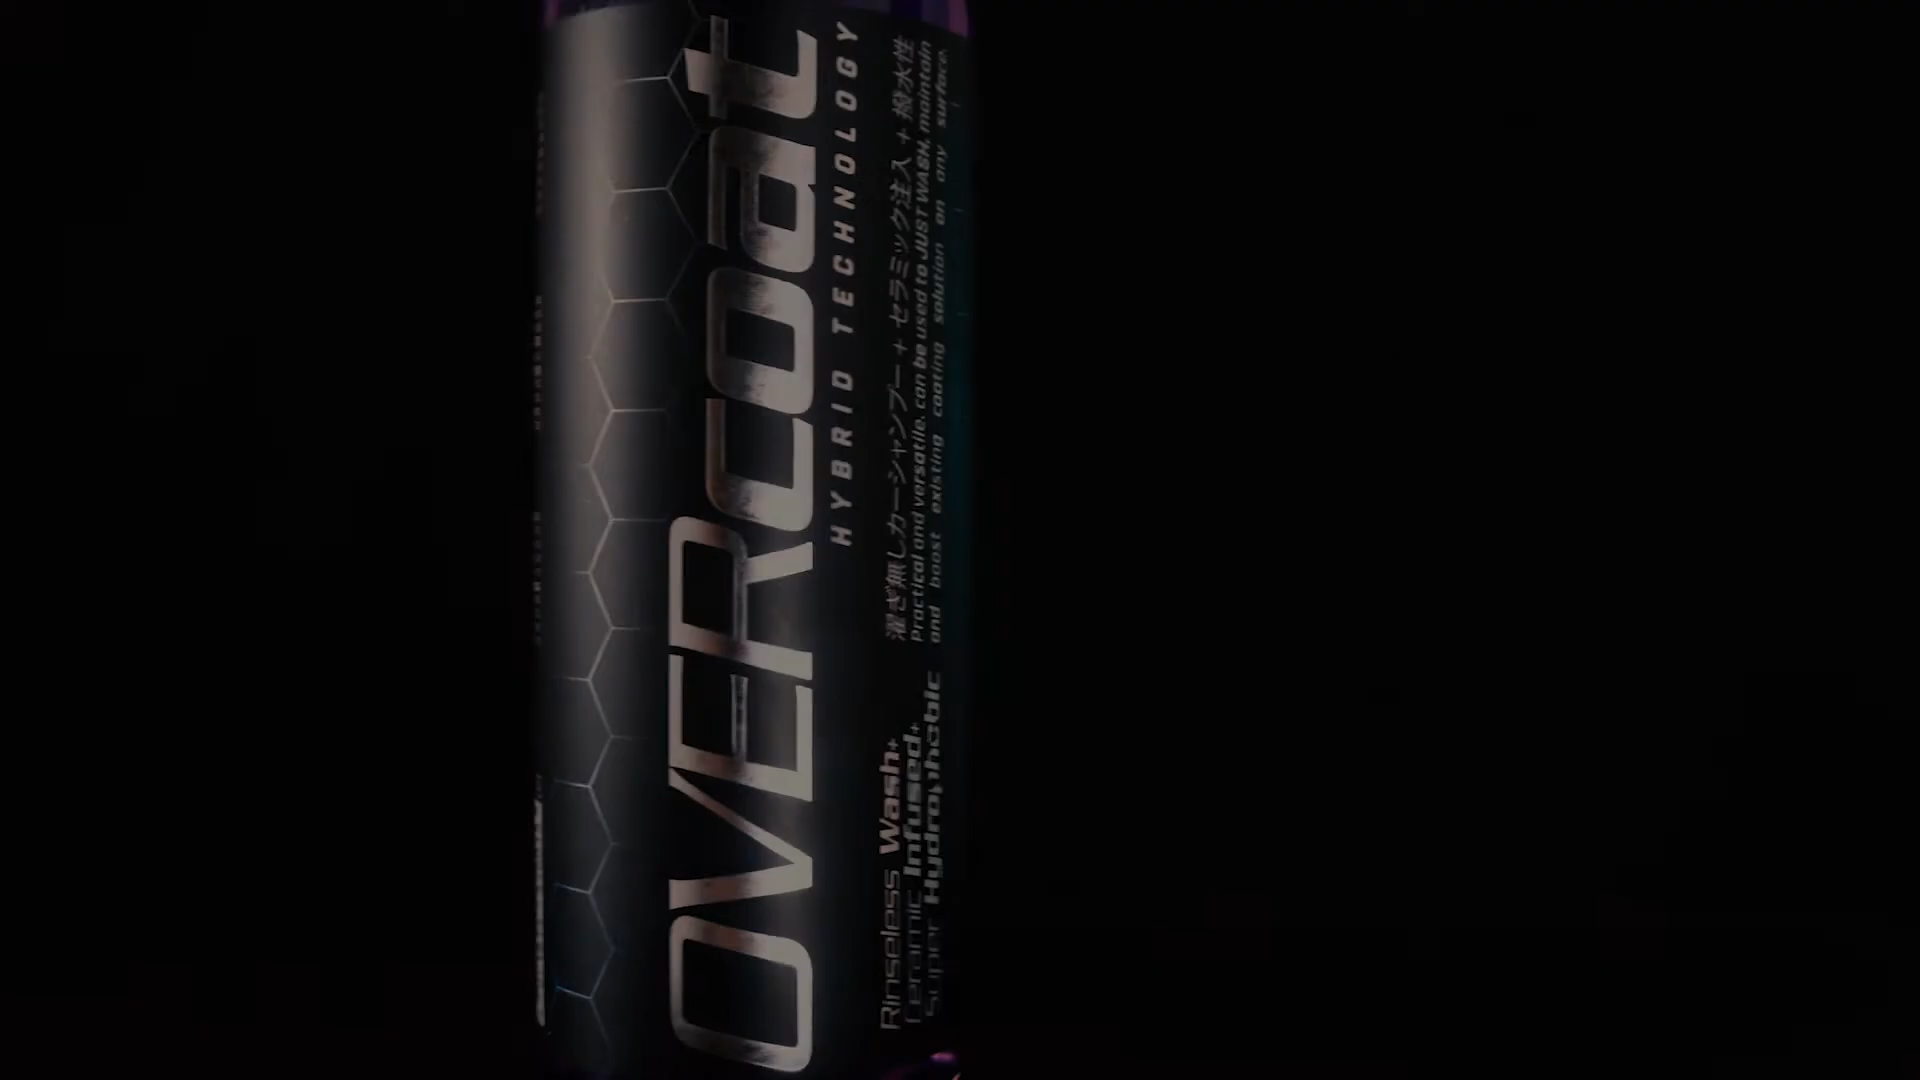 OVERcoat
HYBRID TECHNOLOGY
Rinseless Wash+
Ceramic Infused+
Super Hydrophobic
濯ぎ無しカーシャンプー + セラミック注入 + 撥水性
Practical and versatile. can be used to JUST WASH, maintain
and boost existing coating solution on any surface.